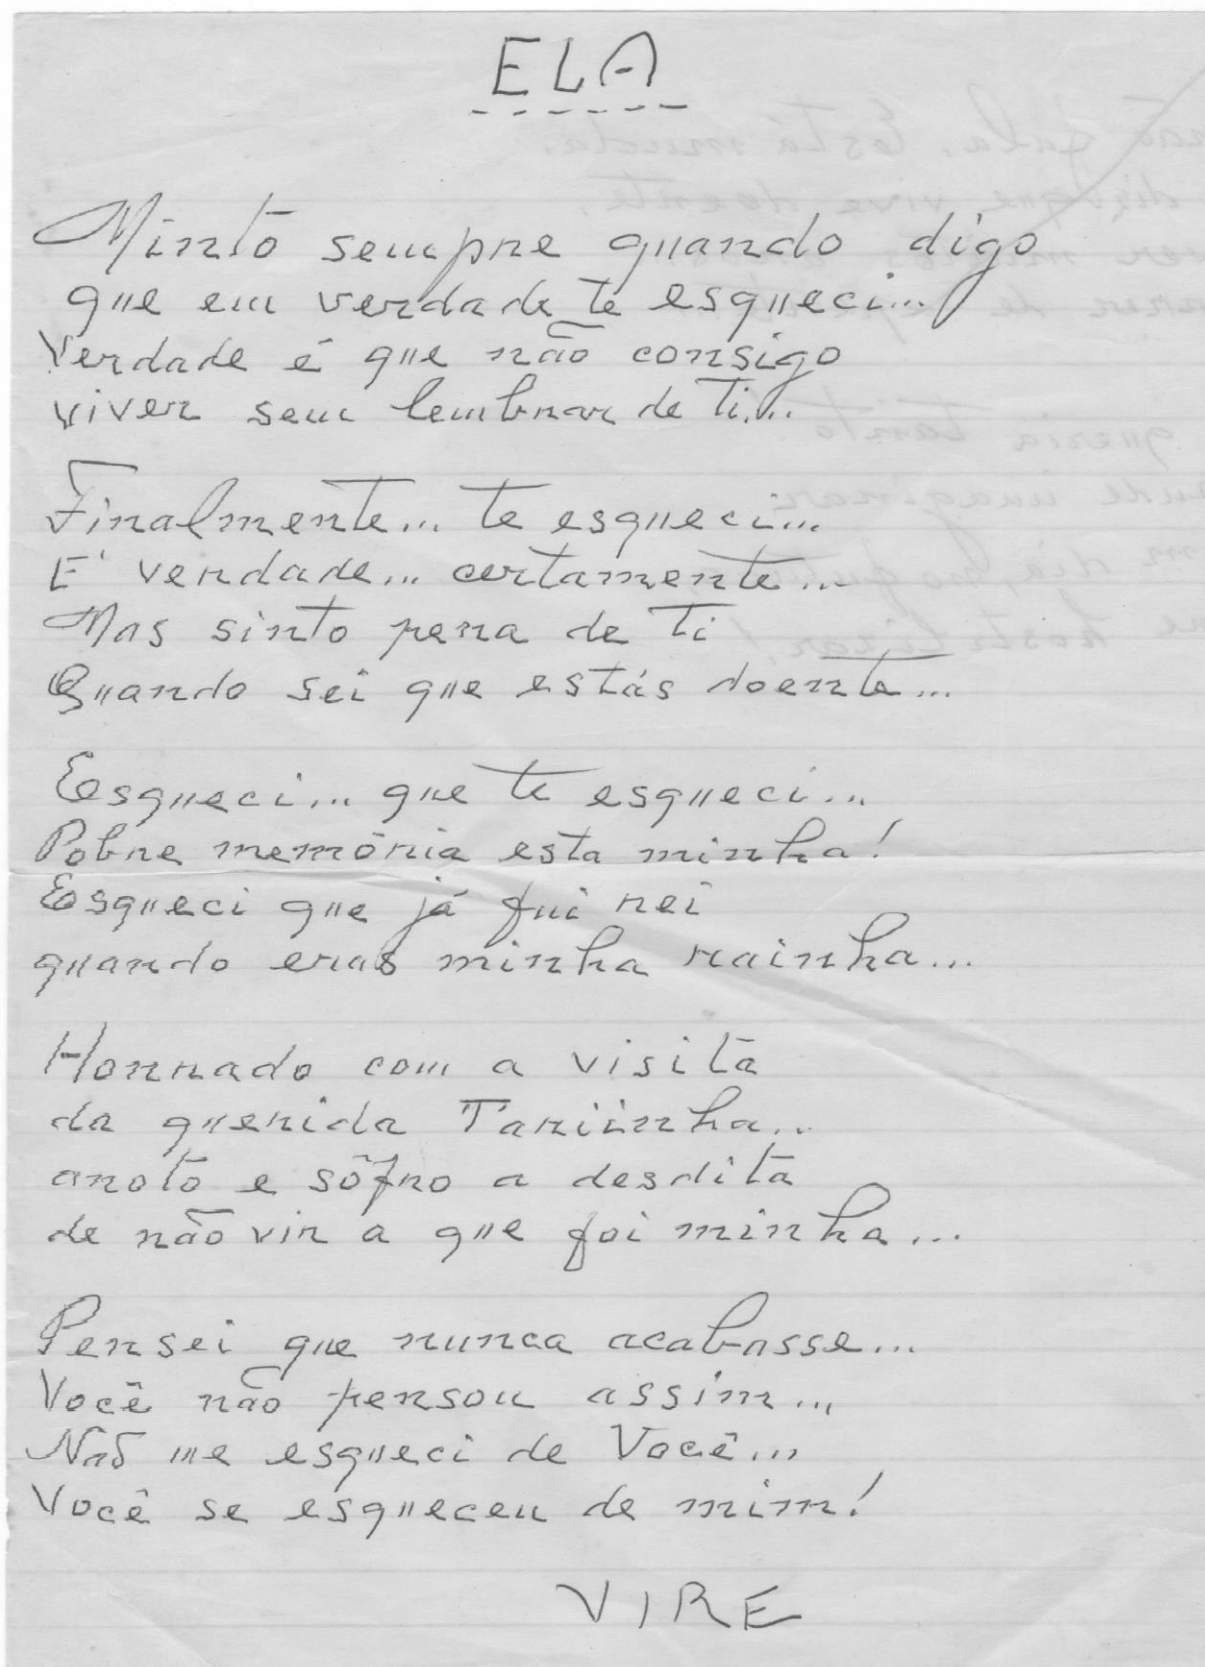 ELA
Minto sempre quando digo
que em verdade te esqueci...
Verdade é que não consigo
viver sem lembrar de ti...
Finalmente... te esqueci...
E' verdade... certamente...
Mas sinto pena de ti
Quando sei que estás doente...
Esqueci... que te esqueci...
Pobre memória esta minha!
Esqueci que já fui rei
quando eras minha rainha...
Honrado com a visita
da querida Tariinha...
anoto e sôfro a desdita
de não vir a que foi minha...
Pensei que nunca acabasse...
Você não pensou assim...
Não me esqueci de Você...
Você se esqueceu de mim!
VIRE